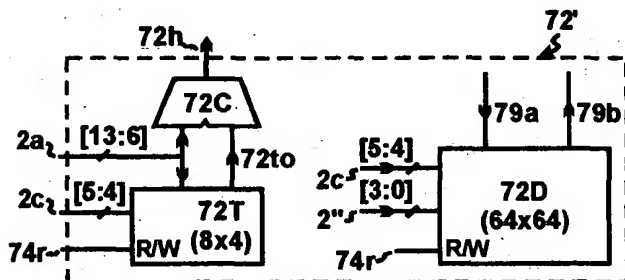 72h
72'
72C
79a
79b
[13:6]
2a
72to
[5:4]
2c
[5:4]
2c
[3:0]
2"
72T
(8x4)
72D
(64x64)
74r
R/W
74r
R/W